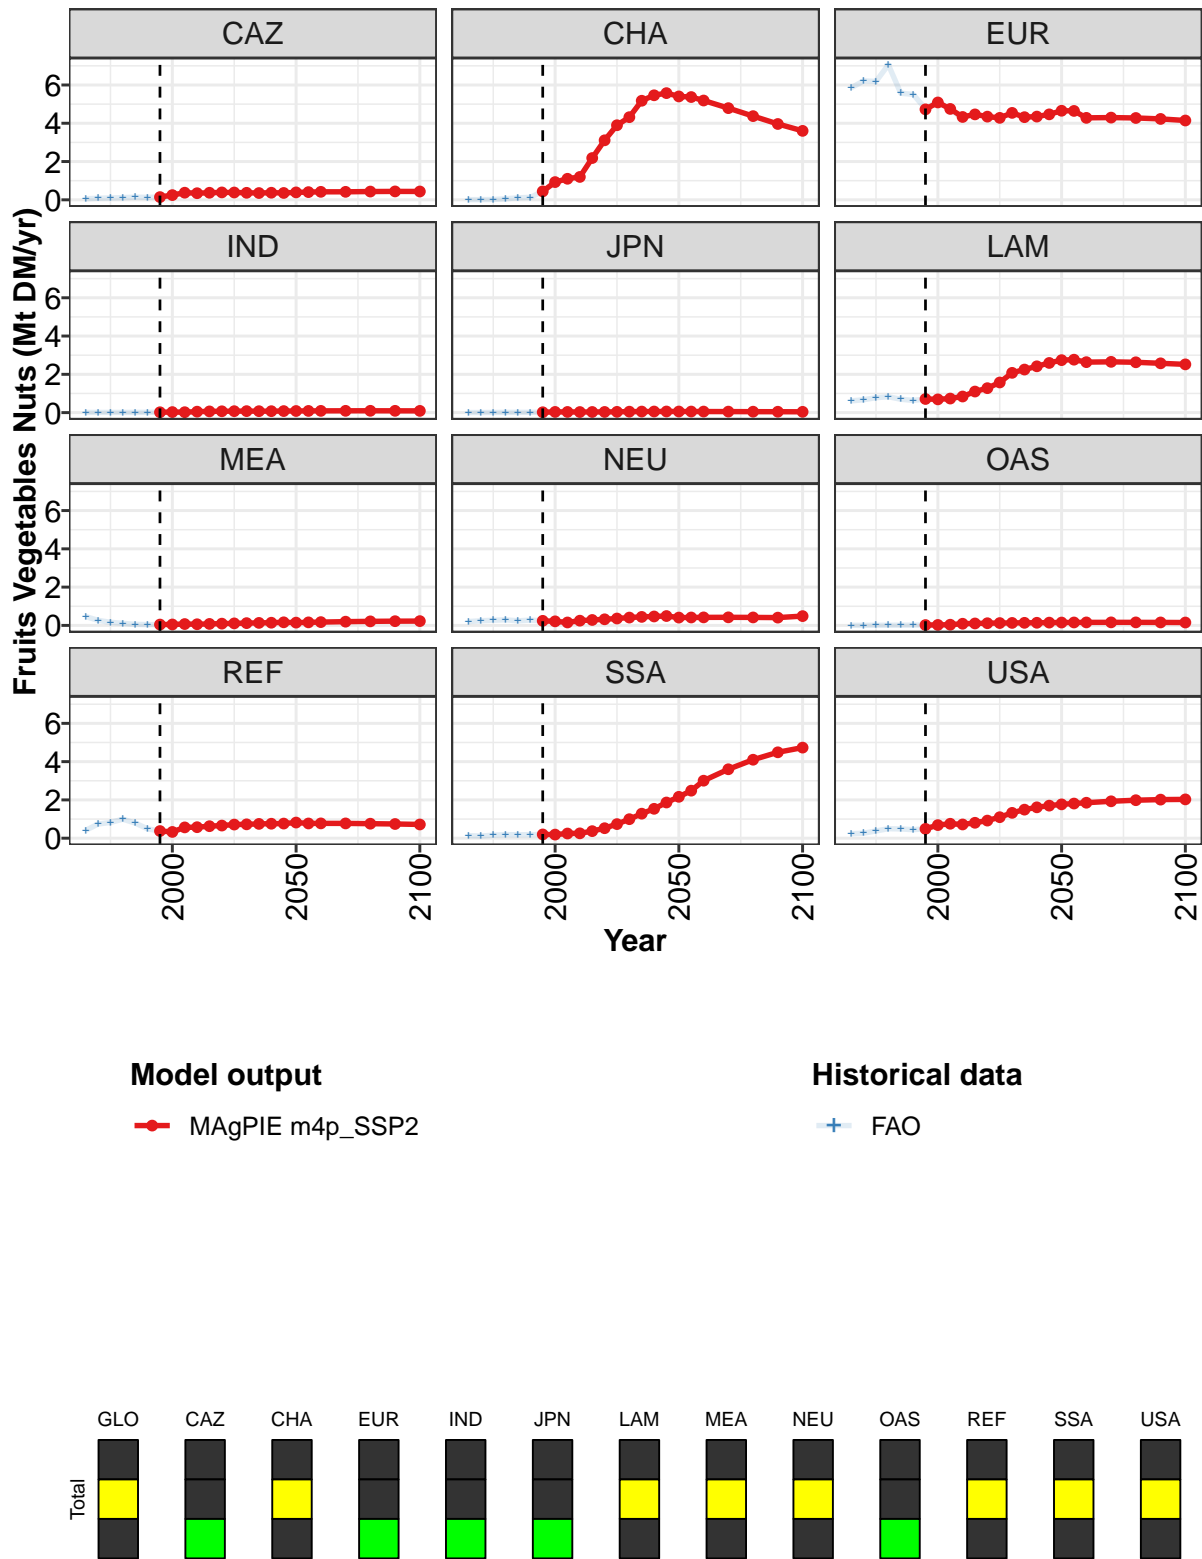 CAZ CHA EUR
6
4
2
0
IND JPN LAM
6
4
2
0
MEA NEU OAS
6
4
2
0
REF SSA USA
6
4
2
0
Fruits Vegetables Nuts (Mt DM/yr)
2000 2050 2100 2000 2050 2100 2000 2050 2100
Year
Model output
MAgPIE m4p_SSP2
Historical data
FAO
GLO CAZ CHA EUR IND JPN LAM MEA NEU OAS REF SSA USA
Total